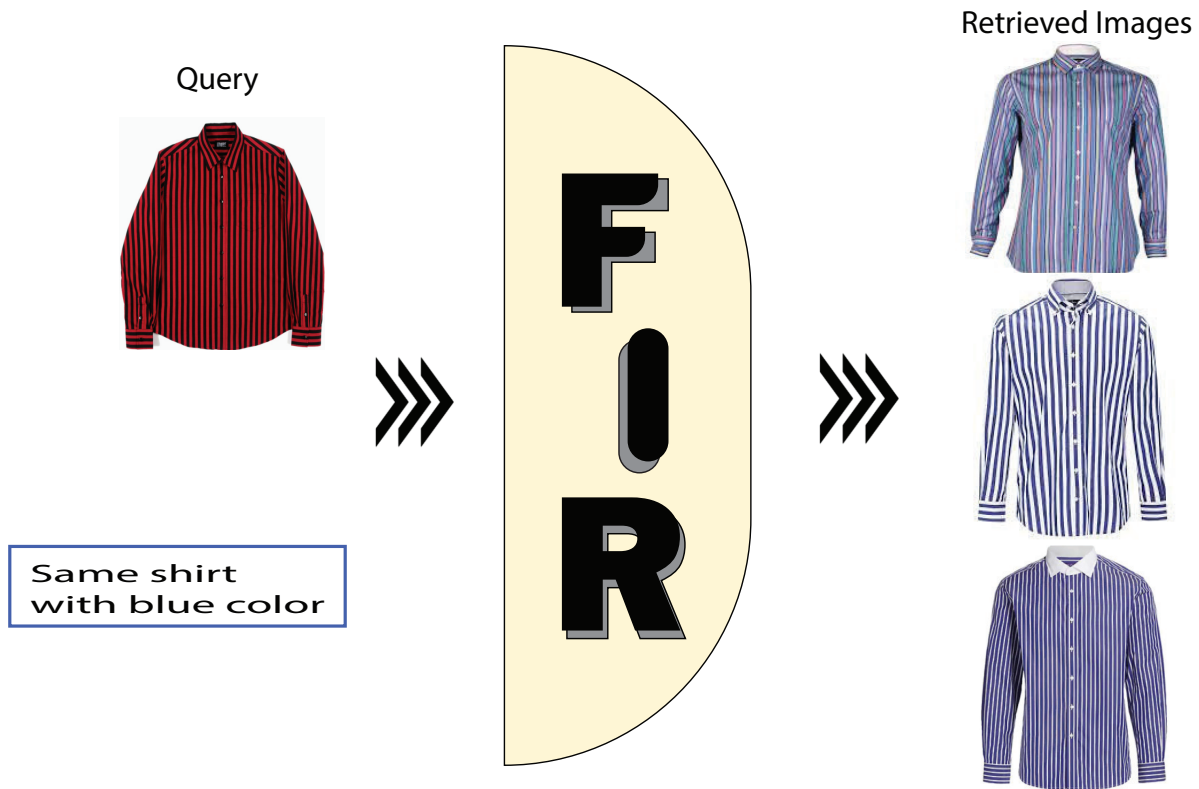 Query
Same shirt
with blue color
F
I
R
Retrieved Images